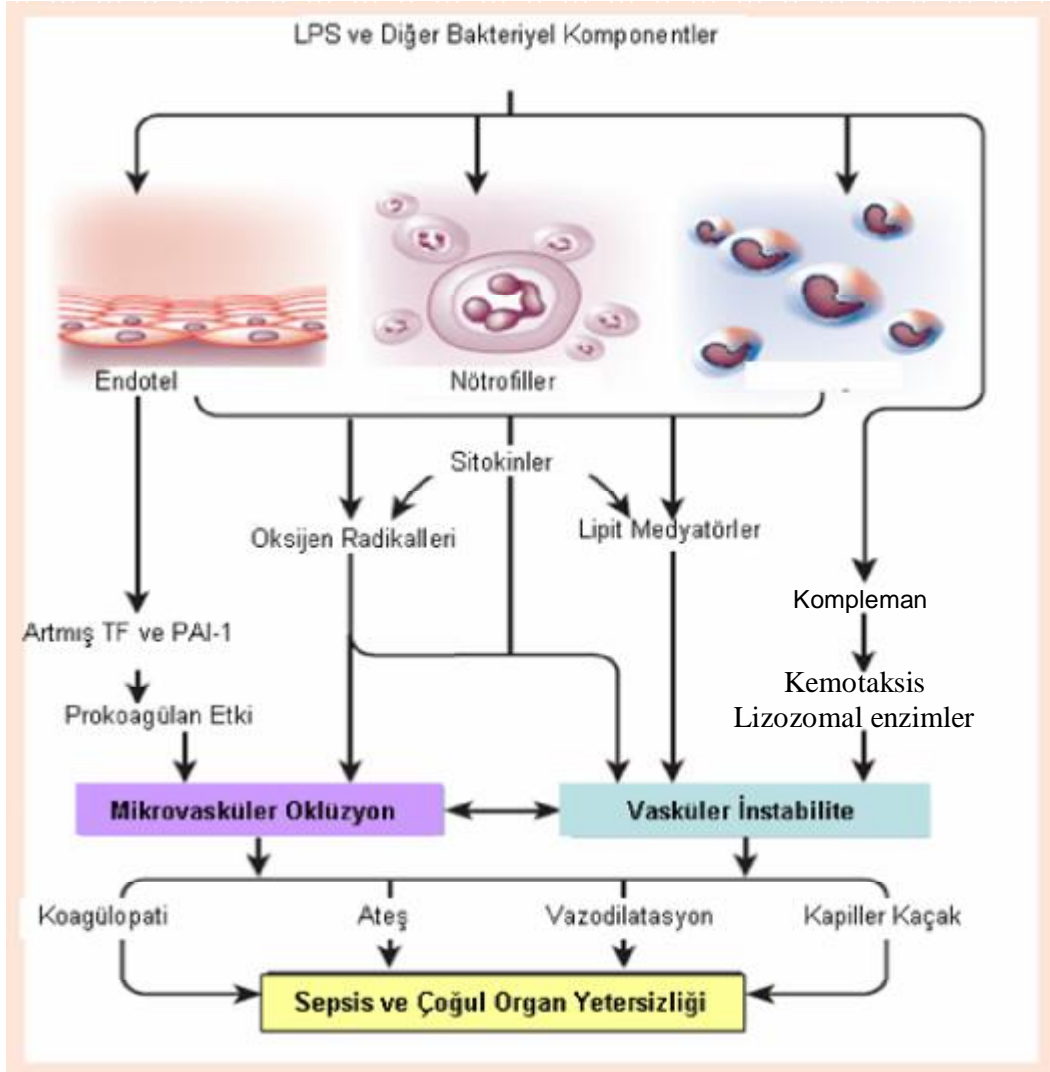 LPS ve Diğer Bakteriyel Komponentler
Endotel
Nötrofiller
Sitokinler
Oksijen Radikalleri
Lipit Medyatörler
Kompleman
Artmış TF ve PAI-1
Kemotaksis
Lizozomal enzimler
Prokoagülan Etki
Mikrovasküler Oklüzyon
Vasküler İnstabilite
Koagülopati
Ateş
Vazodilatasyon
Kapiller Kaçak
Sepsis ve Çoğul Organ Yetersizliği